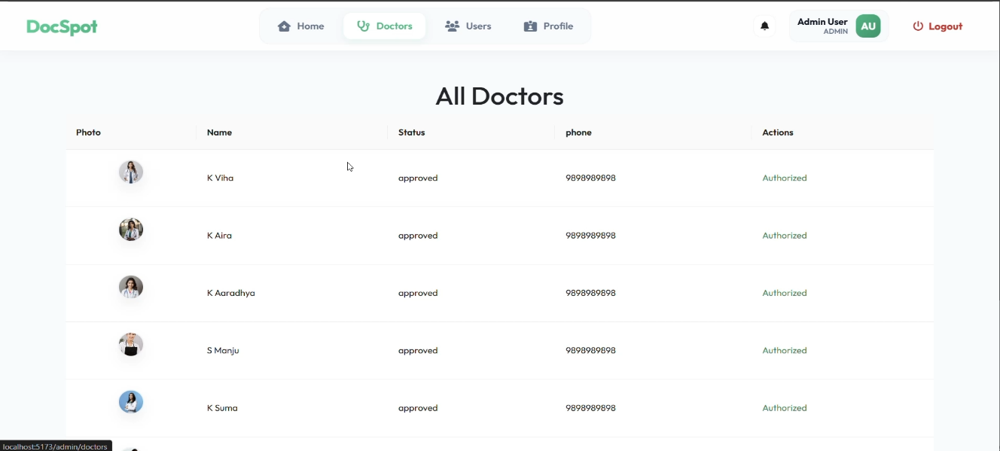 DocSpot
Home Doctors Users Profile
Admin User
ADMIN
AU
Logout
All Doctors
Photo Name Status phone Actions
K Viha approved 9898989898 Authorized
K Aira approved 9898989898 Authorized
K Aaradhya approved 9898989898 Authorized
S Manju approved 9898989898 Authorized
K Suma approved 9898989898 Authorized
localhost:5173/admin/doctors